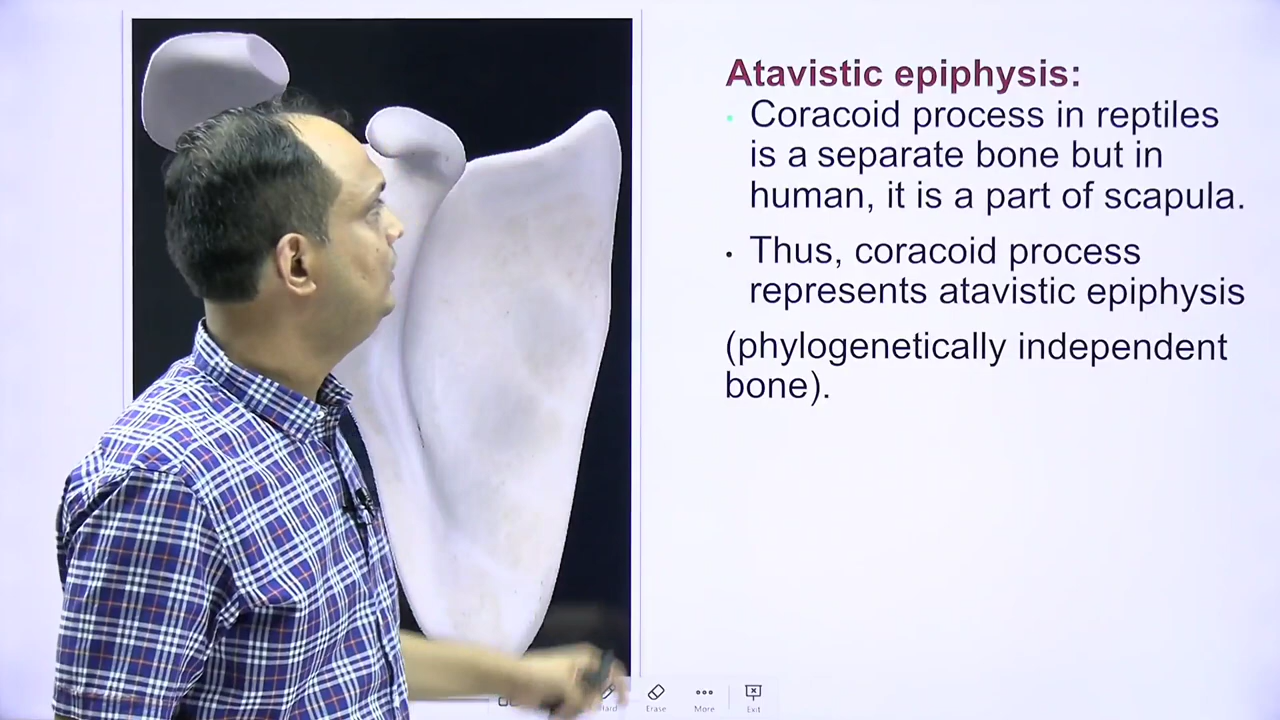 Atavistic epiphysis:
• Coracoid process in reptiles
is a separate bone but in
human, it is a part of scapula.
• Thus, coracoid process
represents atavistic epiphysis
(phylogenetically independent
bone).
Erase
More
Exit